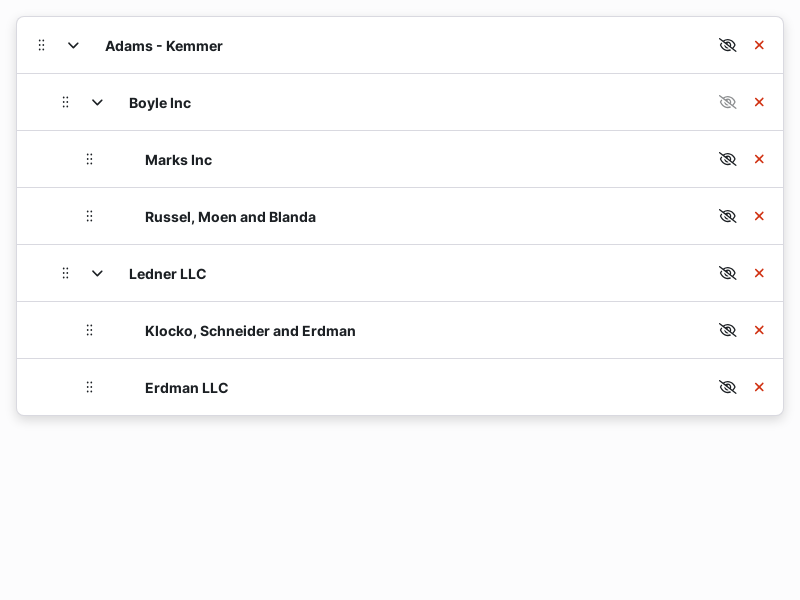 Adams - Kemmer
Boyle Inc
Marks Inc
Russel, Moen and Blanda
Ledner LLC
Klocko, Schneider and Erdman
Erdman LLC